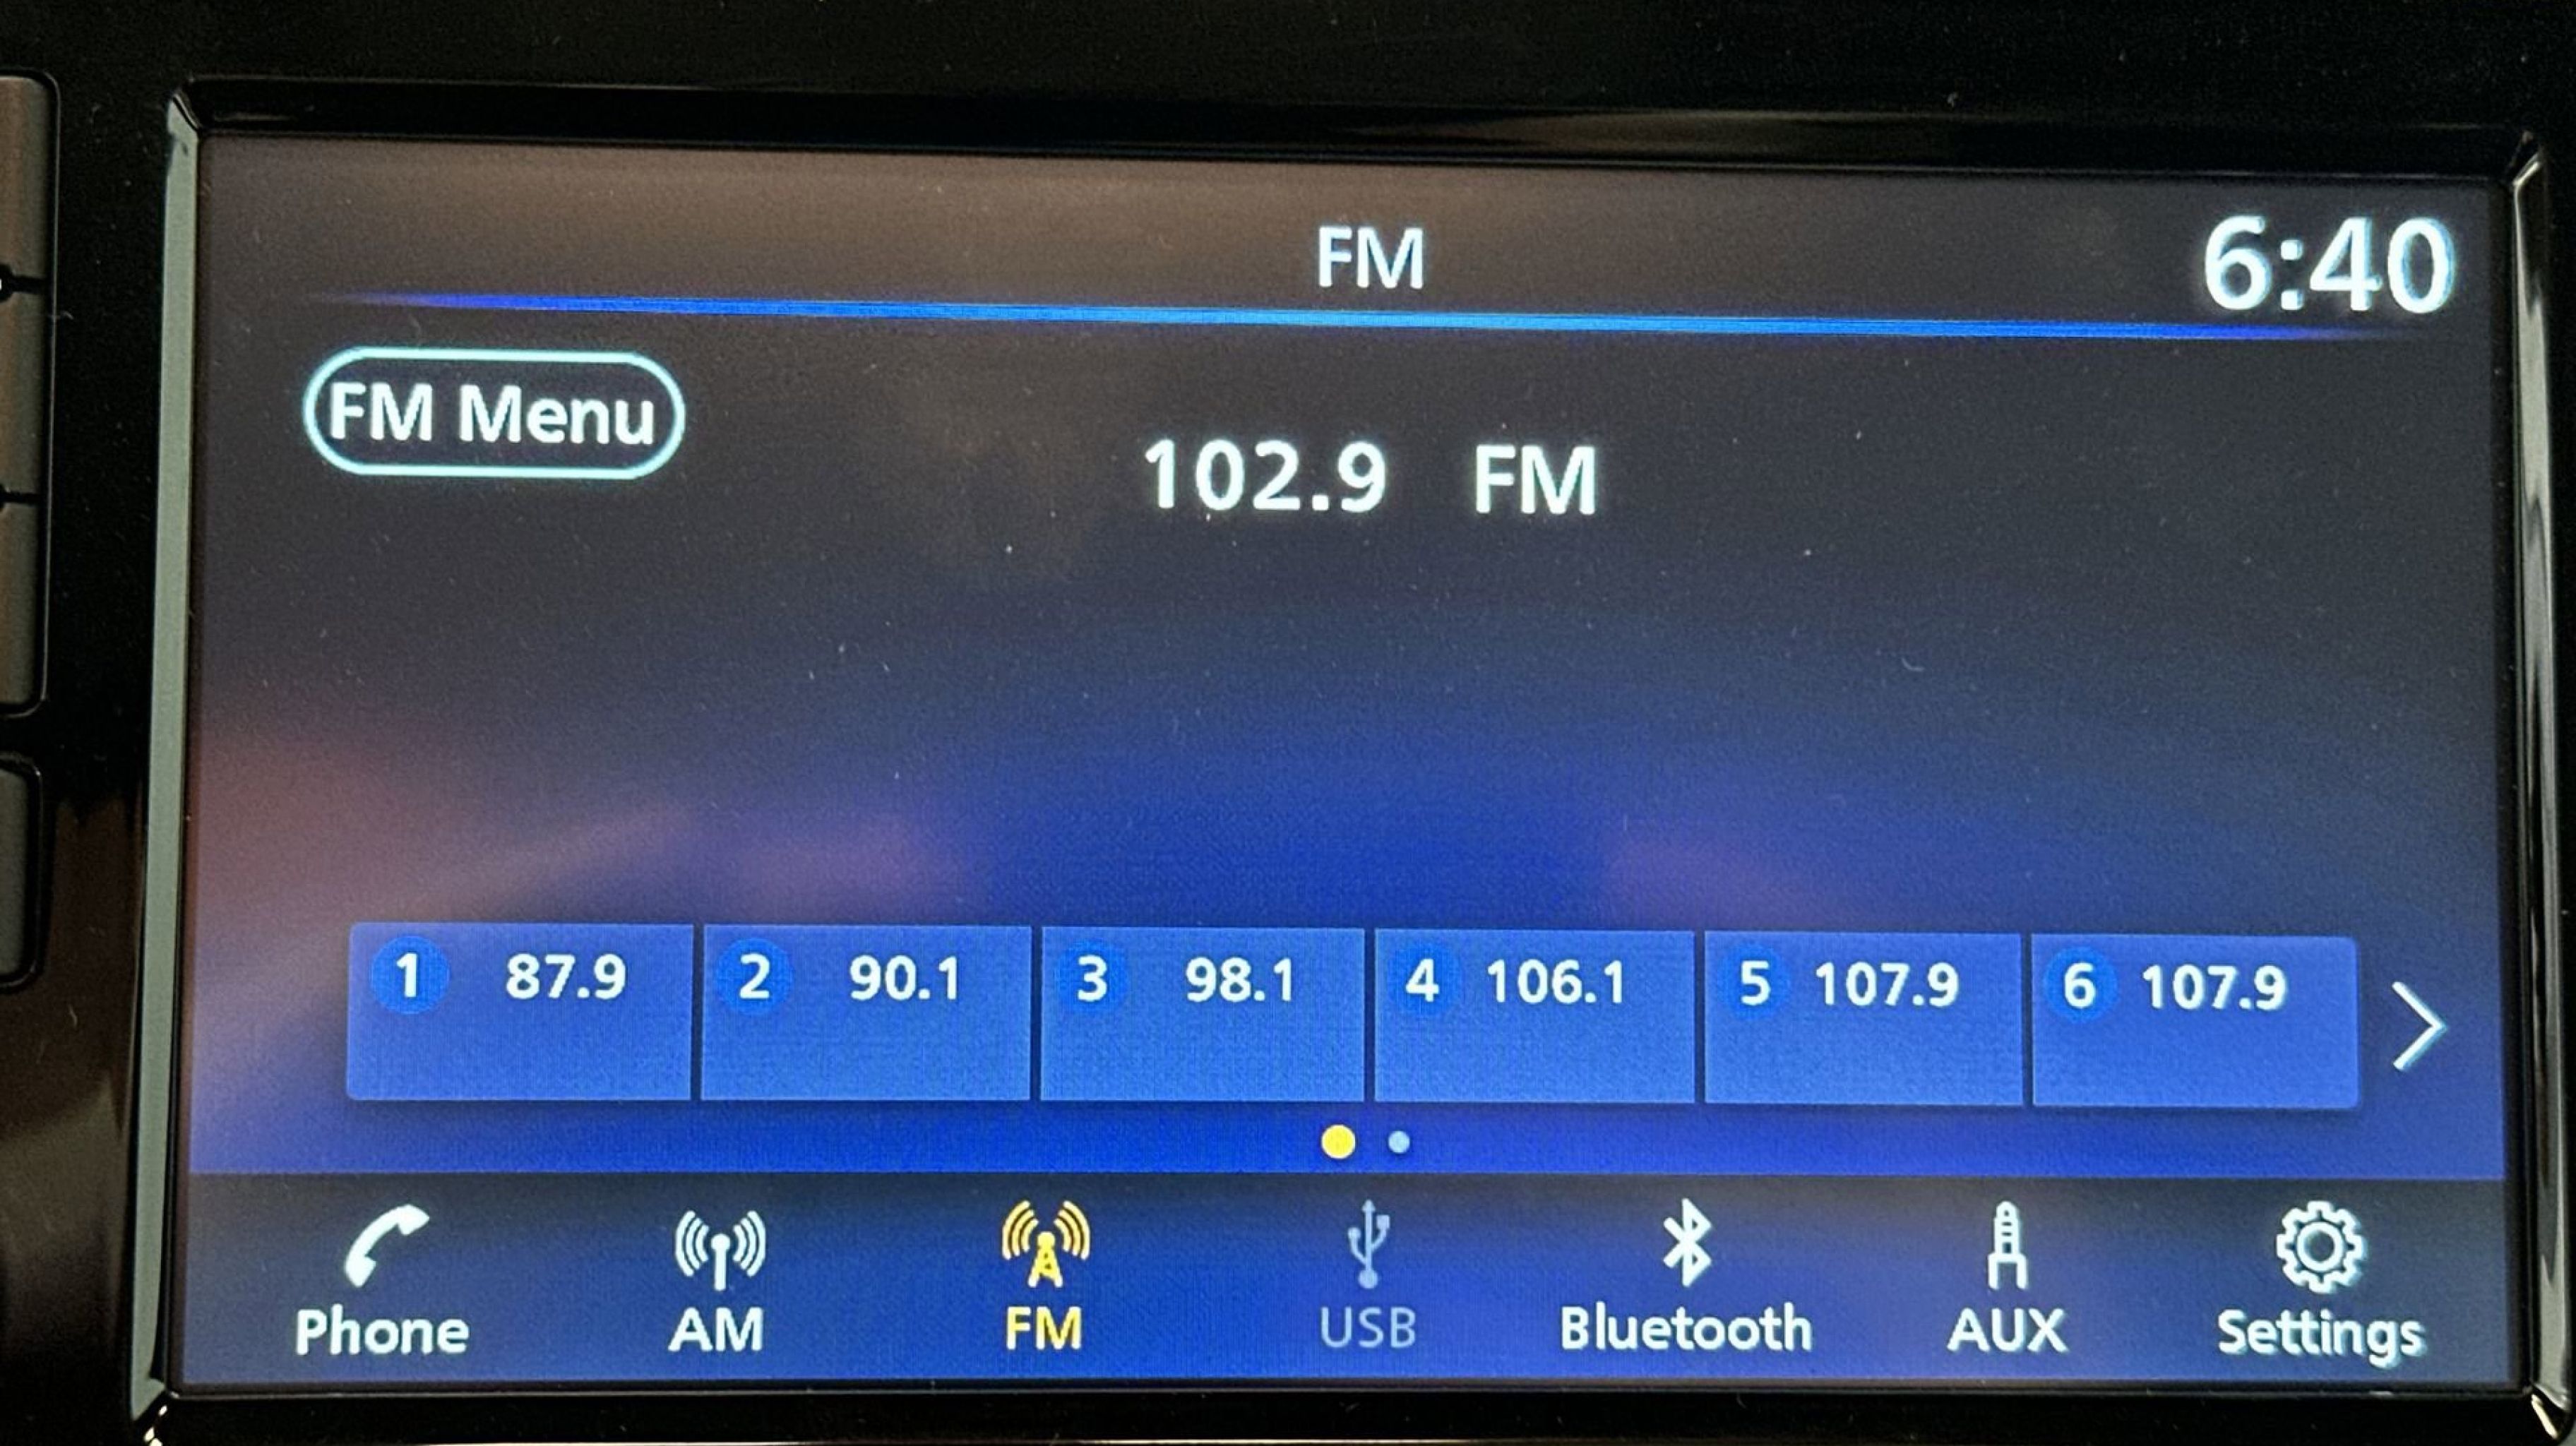 FM 6:40
FM Menu
102.9 FM
1 87.9 2 90.1 3 98.1 4 106.1 5 107.9 6 107.9
Phone AM FM USB Bluetooth AUX Settings